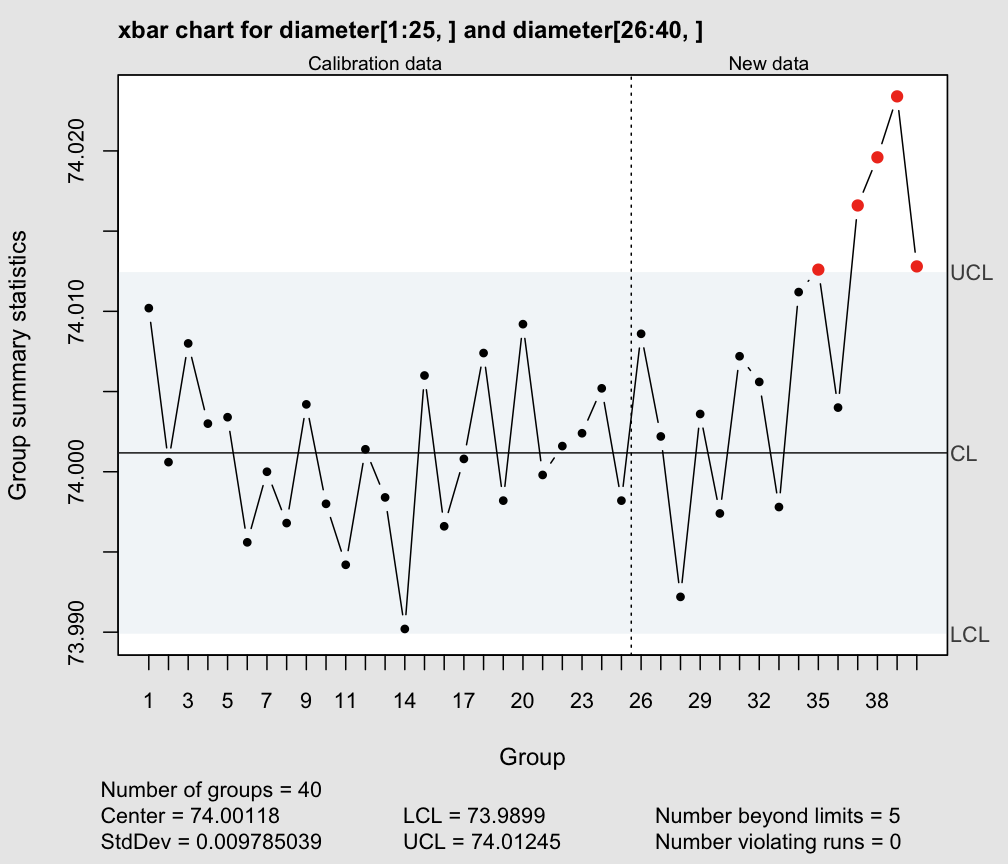 xbar chart for diameter[1:25, ] and diameter[26:40, ]
Calibration data New data
Group summary statistics
74.020
74.010
74.000
73.990
UCL
CL
LCL
1 3 5 7 9 11 14 17 20 23 26 29 32 35 38
Group
Number of groups = 40
Center = 74.00118 LCL = 73.9899 Number beyond limits = 5
StdDev = 0.009785039 UCL = 74.01245 Number violating runs = 0